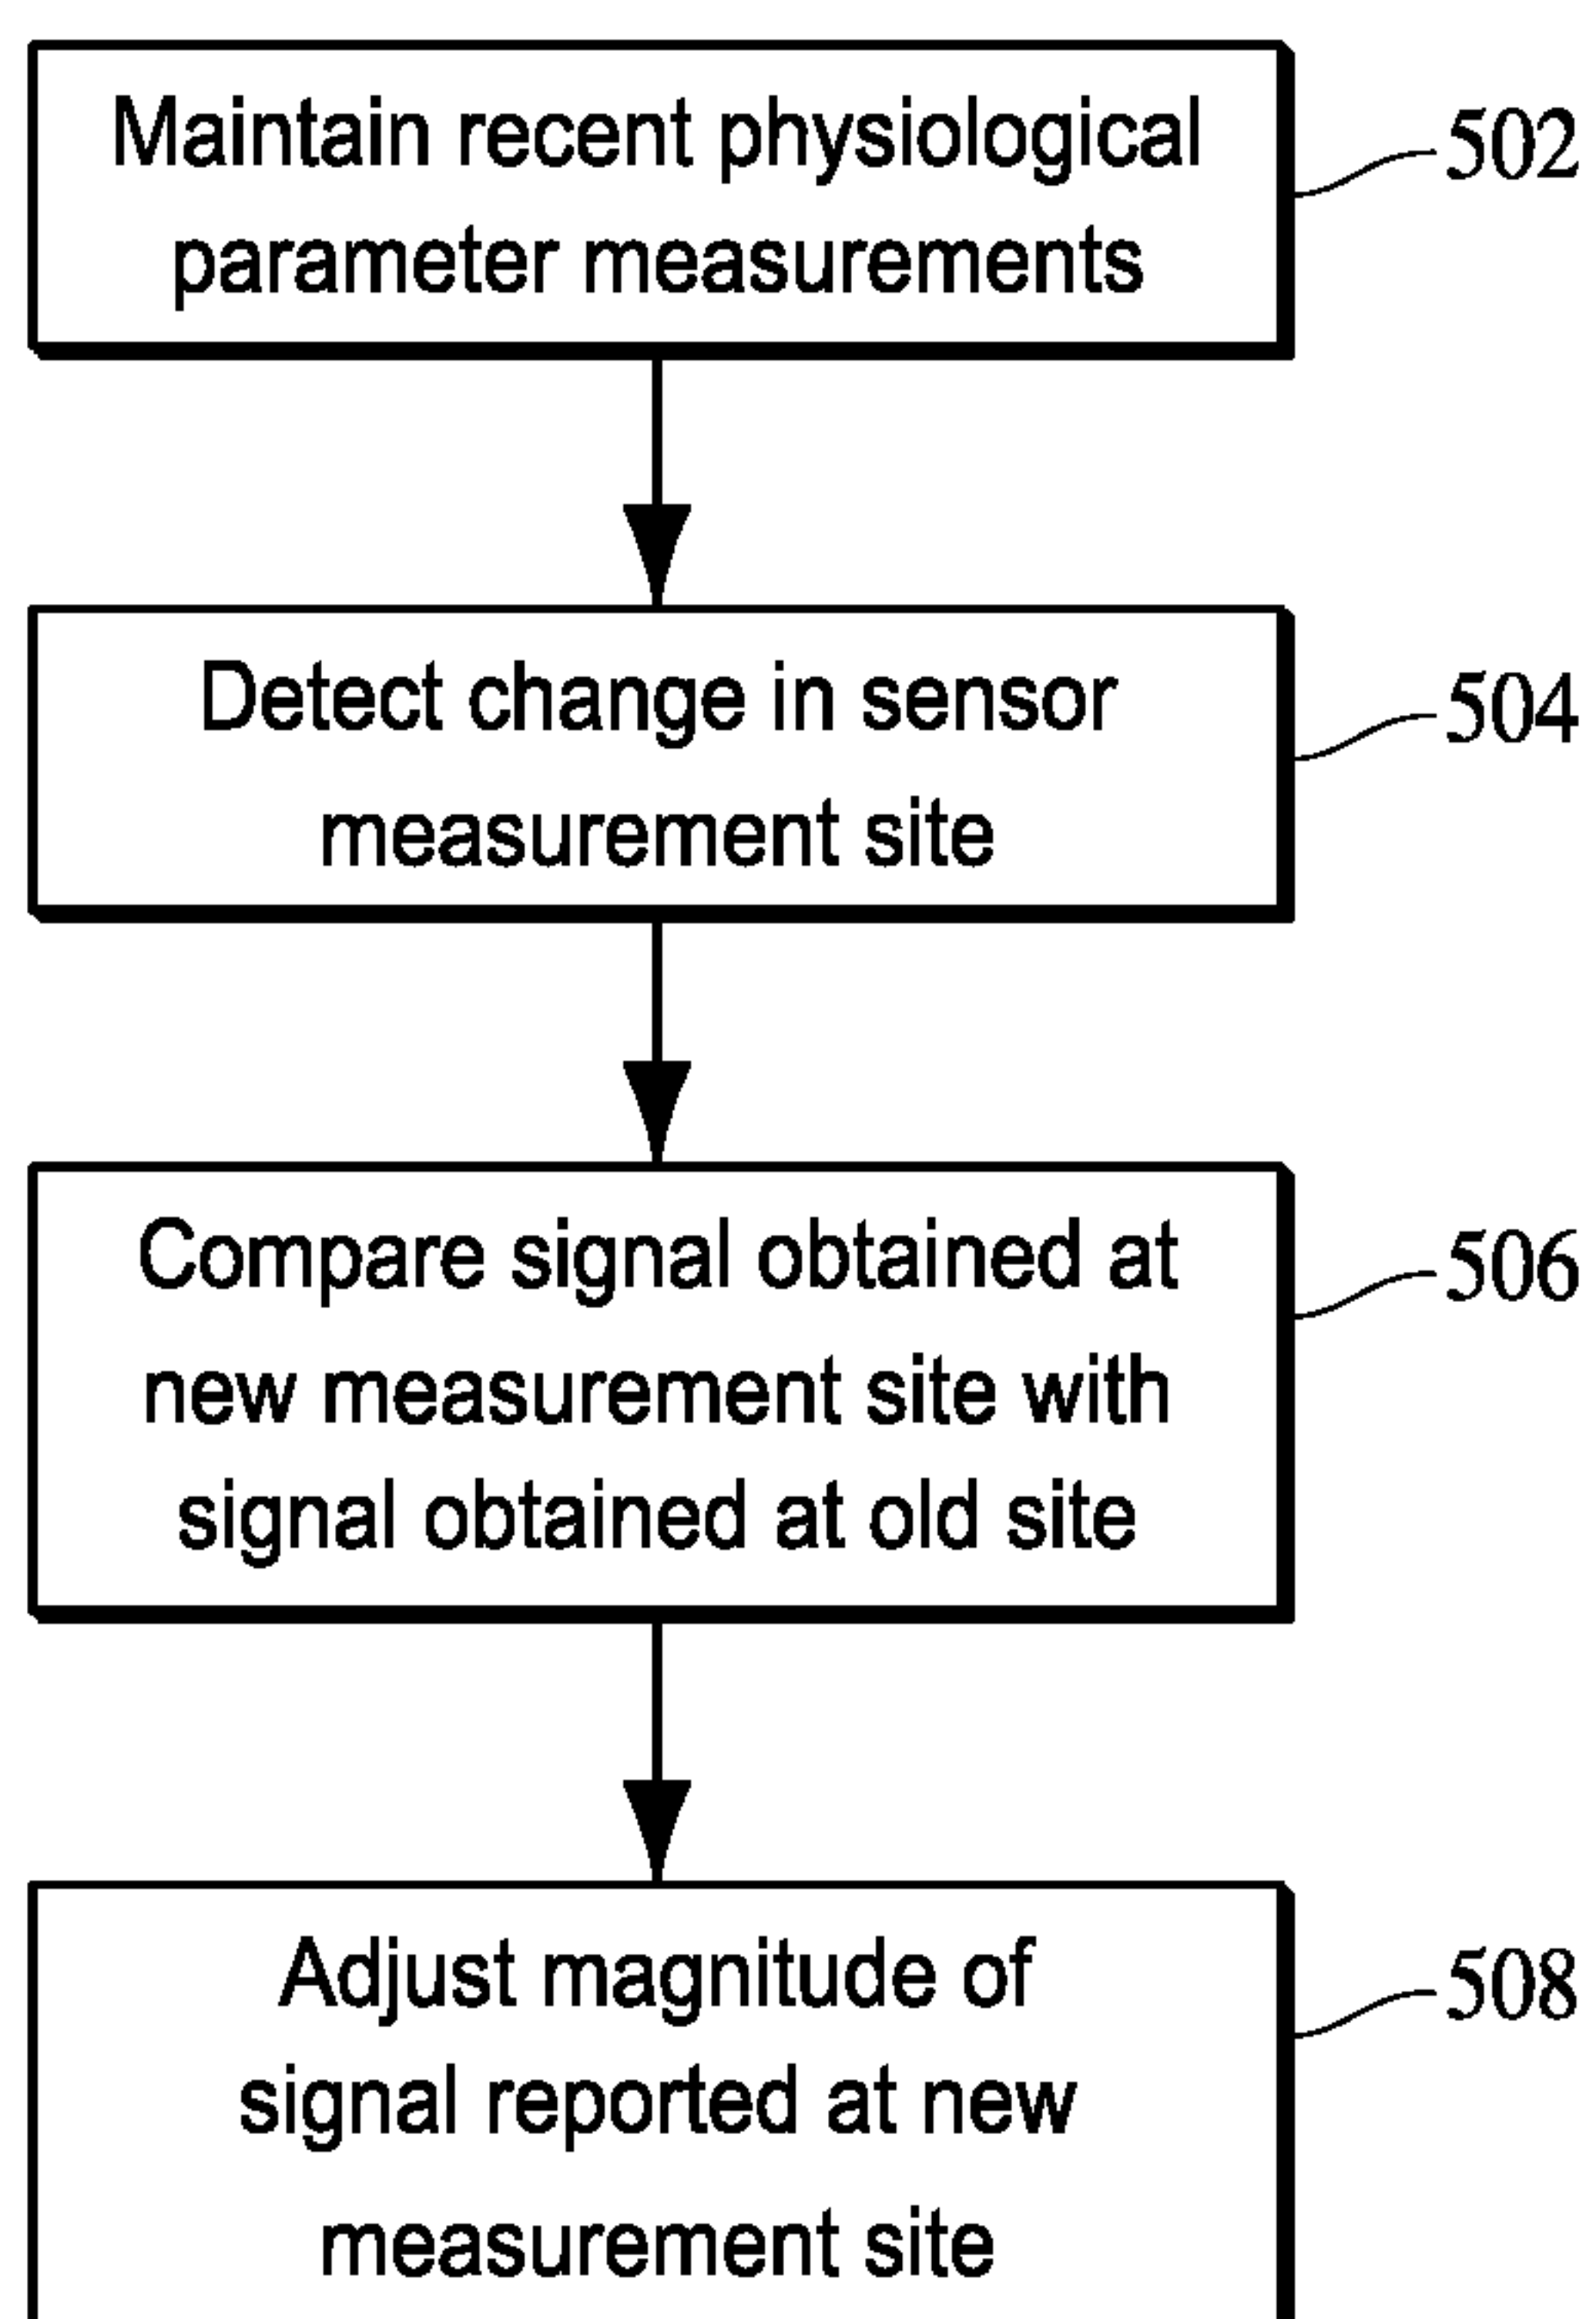 Maintain recent physiological
parameter measurements
502
Detect change in sensor
measurement site
504
Compare signal obtained at
new measurement site with
signal obtained at old site
506
Adjust magnitude of
signal reported at new
measurement site
508